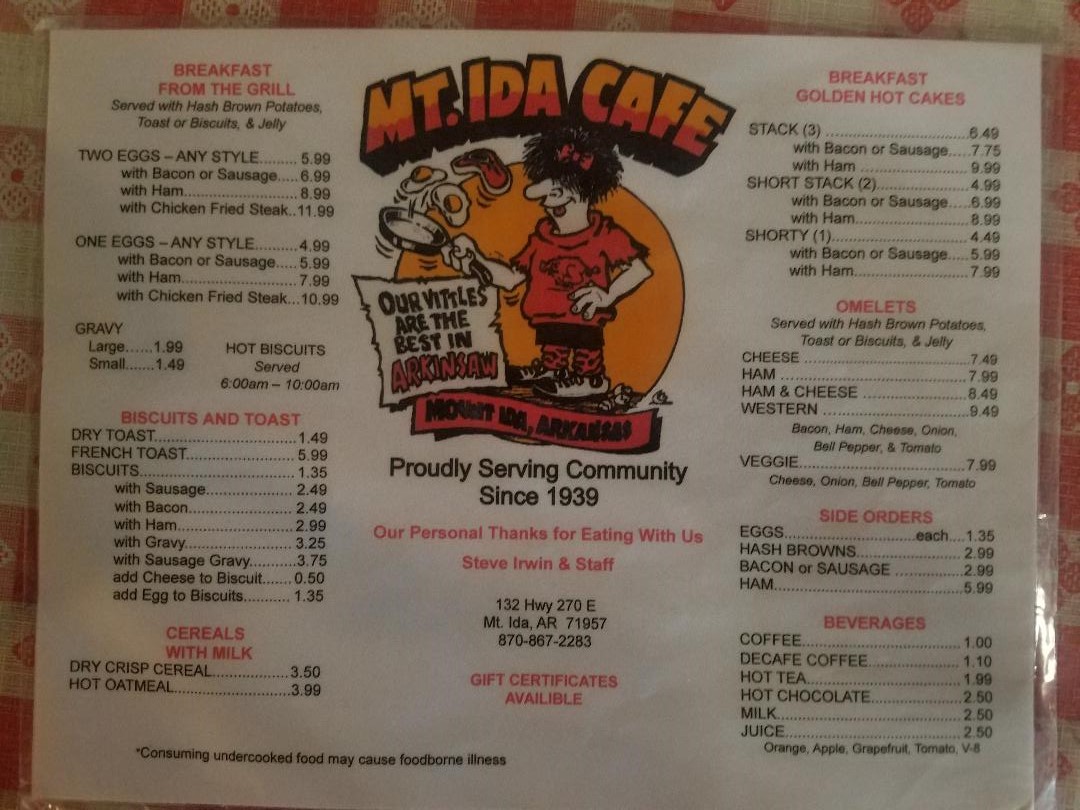 BREAKFAST
FROM THE GRILL
Served with Hash Brown Potatoes,
Toast or Biscuits, & Jelly
TWO EGGS – ANY STYLE......... 5.99
with Bacon or Sausage.....6.99
with Ham.......................... 8.99
with Chicken Fried Steak..11.99
ONE EGGS – ANY STYLE..........4.99
with Bacon or Sausage..... 5.99
with Ham...........................7.99
with Chicken Fried Steak...10.99
GRAVY
Large......1.99
Small.......1.49
HOT BISCUITS
Served
6:00am – 10:00am
BISCUITS AND TOAST
DRY TOAST.................................1.49
FRENCH TOAST..........................5.99
BISCUITS.....................................1.35
with Sausage..................... 2.49
with Bacon......................... 2.49
with Ham............................2.99
with Gravy..........................3.25
with Sausage Gravy...........3.75
add Cheese to Biscuit.......0.50
add Egg to Biscuits........... 1.35
CEREALS
WITH MILK
DRY CRISP CEREAL...................3.50
HOT OATMEAL............................3.99
*Consuming undercooked food may cause foodborne illness
MT. IDA CAFE
OUR VITTLES
ARE THE
BEST IN
ARKINSAW
MOUNT IDA, ARKANSAS
Proudly Serving Community
Since 1939
Our Personal Thanks for Eating With Us
Steve Irwin & Staff
132 Hwy 270 E
Mt. Ida, AR 71957
870-867-2283
GIFT CERTIFICATES
AVAILIBLE
BREAKFAST
GOLDEN HOT CAKES
STACK (3) ..................................6.49
with Bacon or Sausage.....7.75
with Ham ..........................9.99
SHORT STACK (2)......................4.99
with Bacon or Sausage.....6.99
with Ham...........................8.99
SHORTY (1)................................4.49
with Bacon or Sausage.....5.99
with Ham...........................7.99
OMELETS
Served with Hash Brown Potatoes,
Toast or Biscuits, & Jelly
CHEESE ......................................7.49
HAM ...........................................7.99
HAM & CHEESE .........................8.49
WESTERN ..................................9.49
Bacon, Ham, Cheese, Onion,
Bell Pepper, & Tomato
VEGGIE.......................................7.99
Cheese, Onion, Bell Pepper, Tomato
SIDE ORDERS
EGGS..............................each....1.35
HASH BROWNS.........................2.99
BACON or SAUSAGE ................2.99
HAM............................................5.99
BEVERAGES
COFFEE......................................1.00
DECAFE COFFEE......................1.10
HOT TEA.....................................1.99
HOT CHOCOLATE......................2.50
MILK............................................2.50
JUICE..........................................2.50
Orange, Apple, Grapefruit, Tomato, V-8